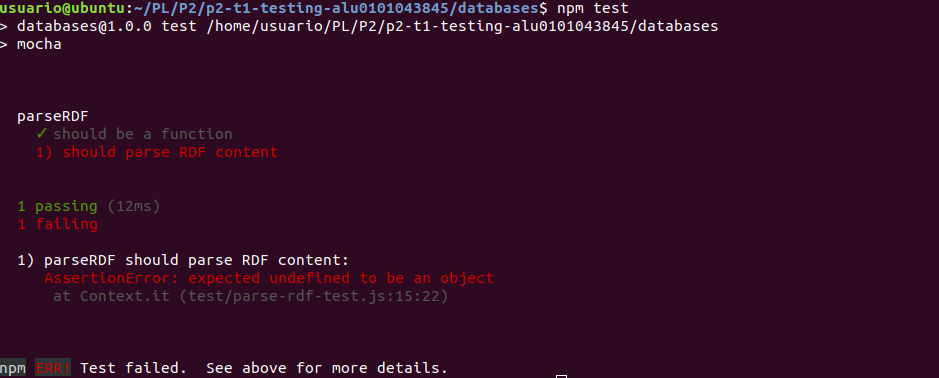 usuario@ubuntu:~/PL/P2/p2-t1-testing-alu0101043845/databases$ npm test
> databases@1.0.0 test /home/usuario/PL/P2/p2-t1-testing-alu0101043845/databases
> mocha
parseRDF
✓ should be a function
1) should parse RDF content
1 passing (12ms)
1 failing
1) parseRDF should parse RDF content:
AssertionError: expected undefined to be an object
at Context.it (test/parse-rdf-test.js:15:22)
npm ERR! Test failed.  See above for more details.